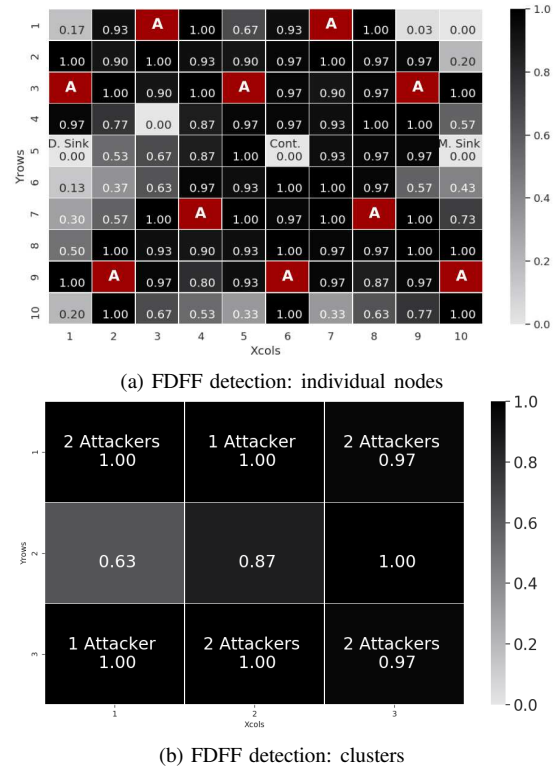 1 0.17 0.93 A 1.00 0.67 0.93 A 1.00 0.03 0.00 1.0
2 1.00 0.90 1.00 0.93 0.90 0.97 1.00 0.97 0.97 0.20
3 A 1.00 0.90 1.00 A 0.97 0.90 0.97 A 1.00 0.8
4 0.97 0.77 0.00 0.87 0.97 0.97 0.93 1.00 1.00 0.57
D. Sink Cont. M. Sink
5 0.00 0.53 0.67 0.87 1.00 0.00 0.93 0.97 0.97 0.00 0.6
Yrows
6 0.13 0.37 0.63 0.97 0.93 1.00 1.00 0.97 0.57 0.43 0.4
7 0.30 0.57 1.00 A 1.00 0.97 1.00 A 1.00 0.73
8 0.50 1.00 0.93 0.90 0.93 1.00 0.97 0.97 1.00 1.00 0.2
9 1.00 A 0.97 0.80 0.93 A 0.97 0.87 0.97 A
10 0.20 1.00 0.67 0.53 0.33 1.00 0.33 0.63 0.77 1.00 0.0
1 2 3 4 5 6 7 8 9 10
Xcols
(a) FDFF detection: individual nodes
1.0
2 Attackers 1 Attacker 2 Attackers
1 1.00 1.00 0.97
0.8
0.6
Yrows
2 0.63 0.87 1.00
0.4
1 Attacker 2 Attackers 2 Attackers
3 1.00 1.00 0.97
0.2
0.0
1 2 3
Xcols
(b) FDFF detection: clusters